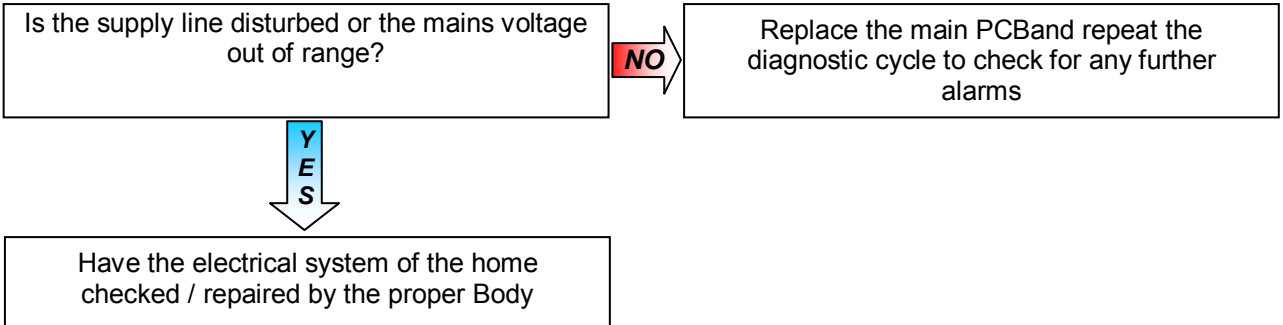 Is the supply line disturbed or the mains voltage
out of range?
NO
Replace the main PCBand repeat the
diagnostic cycle to check for any further
alarms
YES
Have the electrical system of the home
checked / repaired by the proper Body